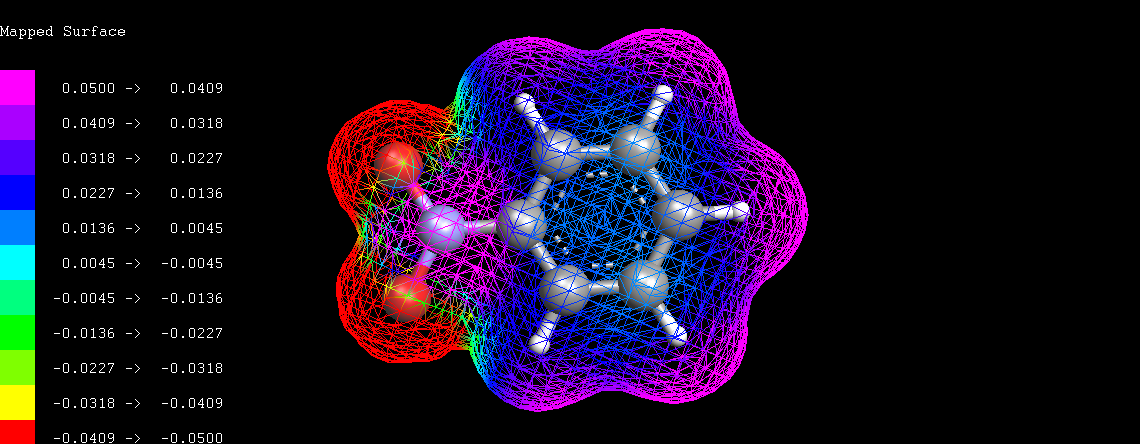 Mapped Surface
0.0500 -> 0.0409
0.0409 -> 0.0318
0.0318 -> 0.0227
0.0227 -> 0.0136
0.0136 -> 0.0045
0.0045 -> -0.0045
-0.0045 -> -0.0136
-0.0136 -> -0.0227
-0.0227 -> -0.0318
-0.0318 -> -0.0409
-0.0409 -> -0.0500